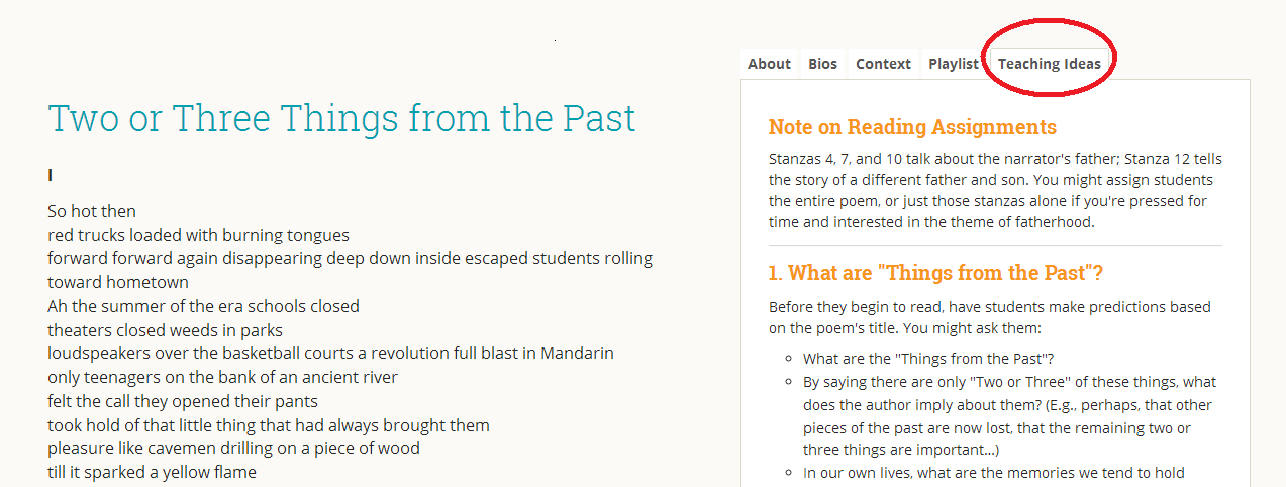 Two or Three Things from the Past
I
So hot then
red trucks loaded with burning tongues
forward forward again disappearing deep down inside escaped students rolling
toward hometown
Ah the summer of the era schools closed
theaters closed weeds in parks
loudspeakers over the basketball courts a revolution full blast in Mandarin
only teenagers on the bank of an ancient river
felt the call they opened their pants
took hold of that little thing that had always brought them
pleasure like cavemen drilling on a piece of wood
till it sparked a yellow flame
About Bios Context Playlist Teaching Ideas
Note on Reading Assignments
Stanzas 4, 7, and 10 talk about the narrator's father; Stanza 12 tells
the story of a different father and son. You might assign students
the entire poem, or just those stanzas alone if you're pressed for
time and interested in the theme of fatherhood.
1. What are "Things from the Past"?
Before they begin to read, have students make predictions based
on the poem's title. You might ask them:
What are the "Things from the Past"?
By saying there are only "Two or Three" of these things, what
does the author imply about them? (E.g., perhaps, that other
pieces of the past are now lost, that the remaining two or
three things are important...)
In our own lives, what are the memories we tend to hold